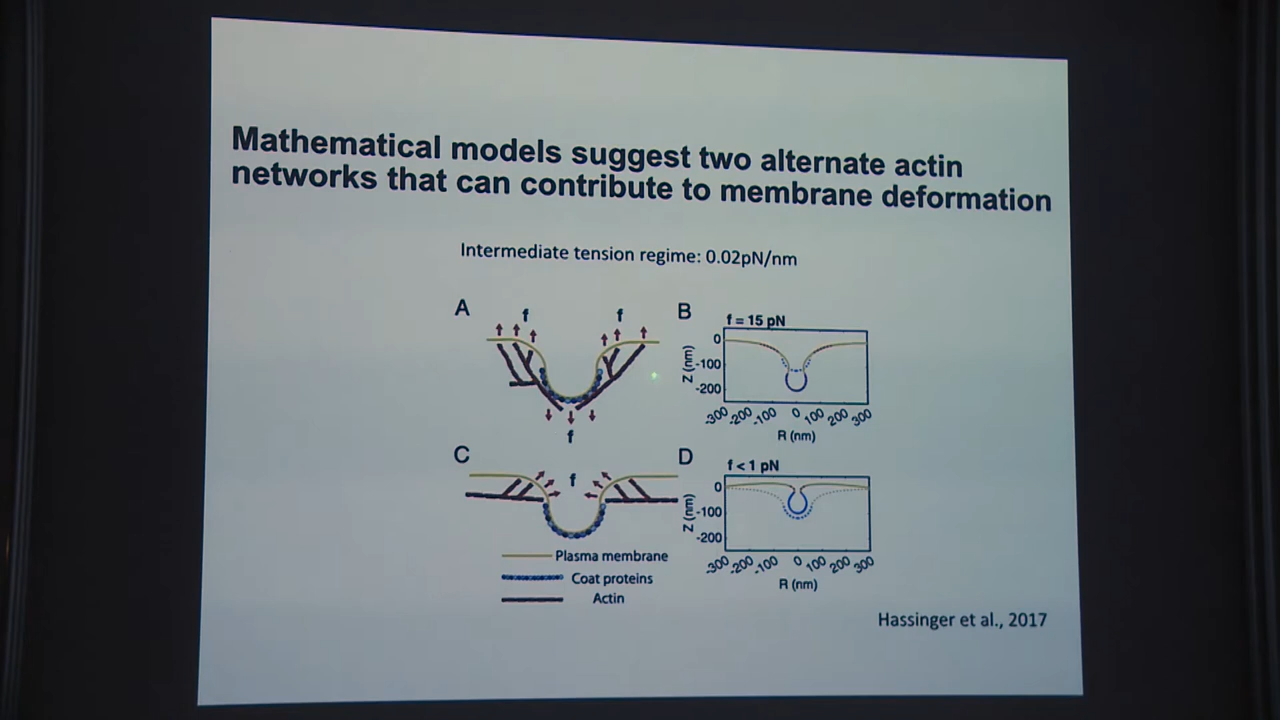 Mathematical models suggest two alternate actin
networks that can contribute to membrane deformation
Intermediate tension regime: 0.02pN/nm
A
f
f
f
B
f = 15 pN
Z (nm)
0
-100
-200
-300 -200 -100 0 100 200 300
R (nm)
C
f
D
f < 1 pN
Z (nm)
0
-100
-200
-300 -200 -100 0 100 200 300
R (nm)
Plasma membrane
Coat proteins
Actin
Hassinger et al., 2017